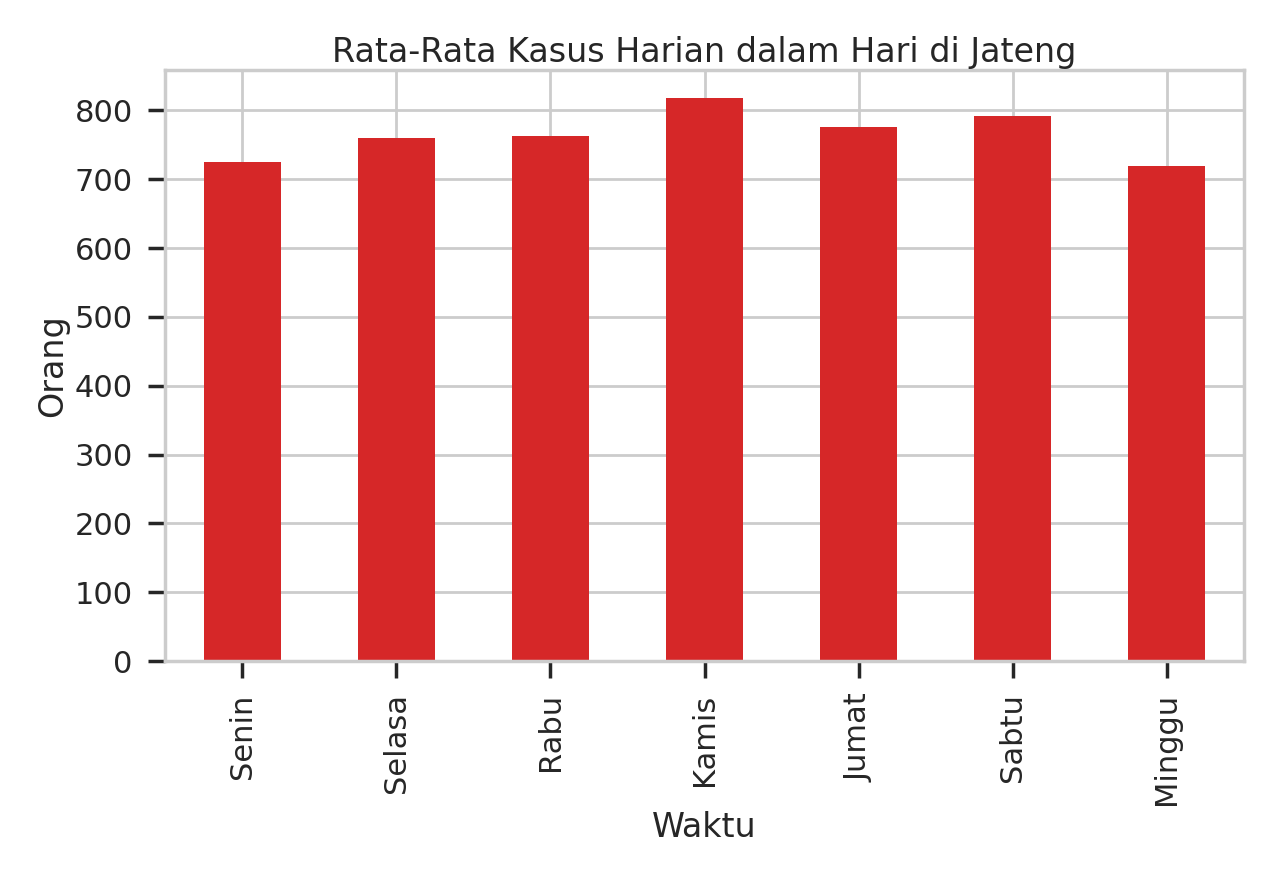 Rata-Rata Kasus Harian dalam Hari di Jateng
Orang
800
700
600
500
400
300
200
100
0
Senin
Selasa
Rabu
Kamis
Jumat
Sabtu
Minggu
Waktu